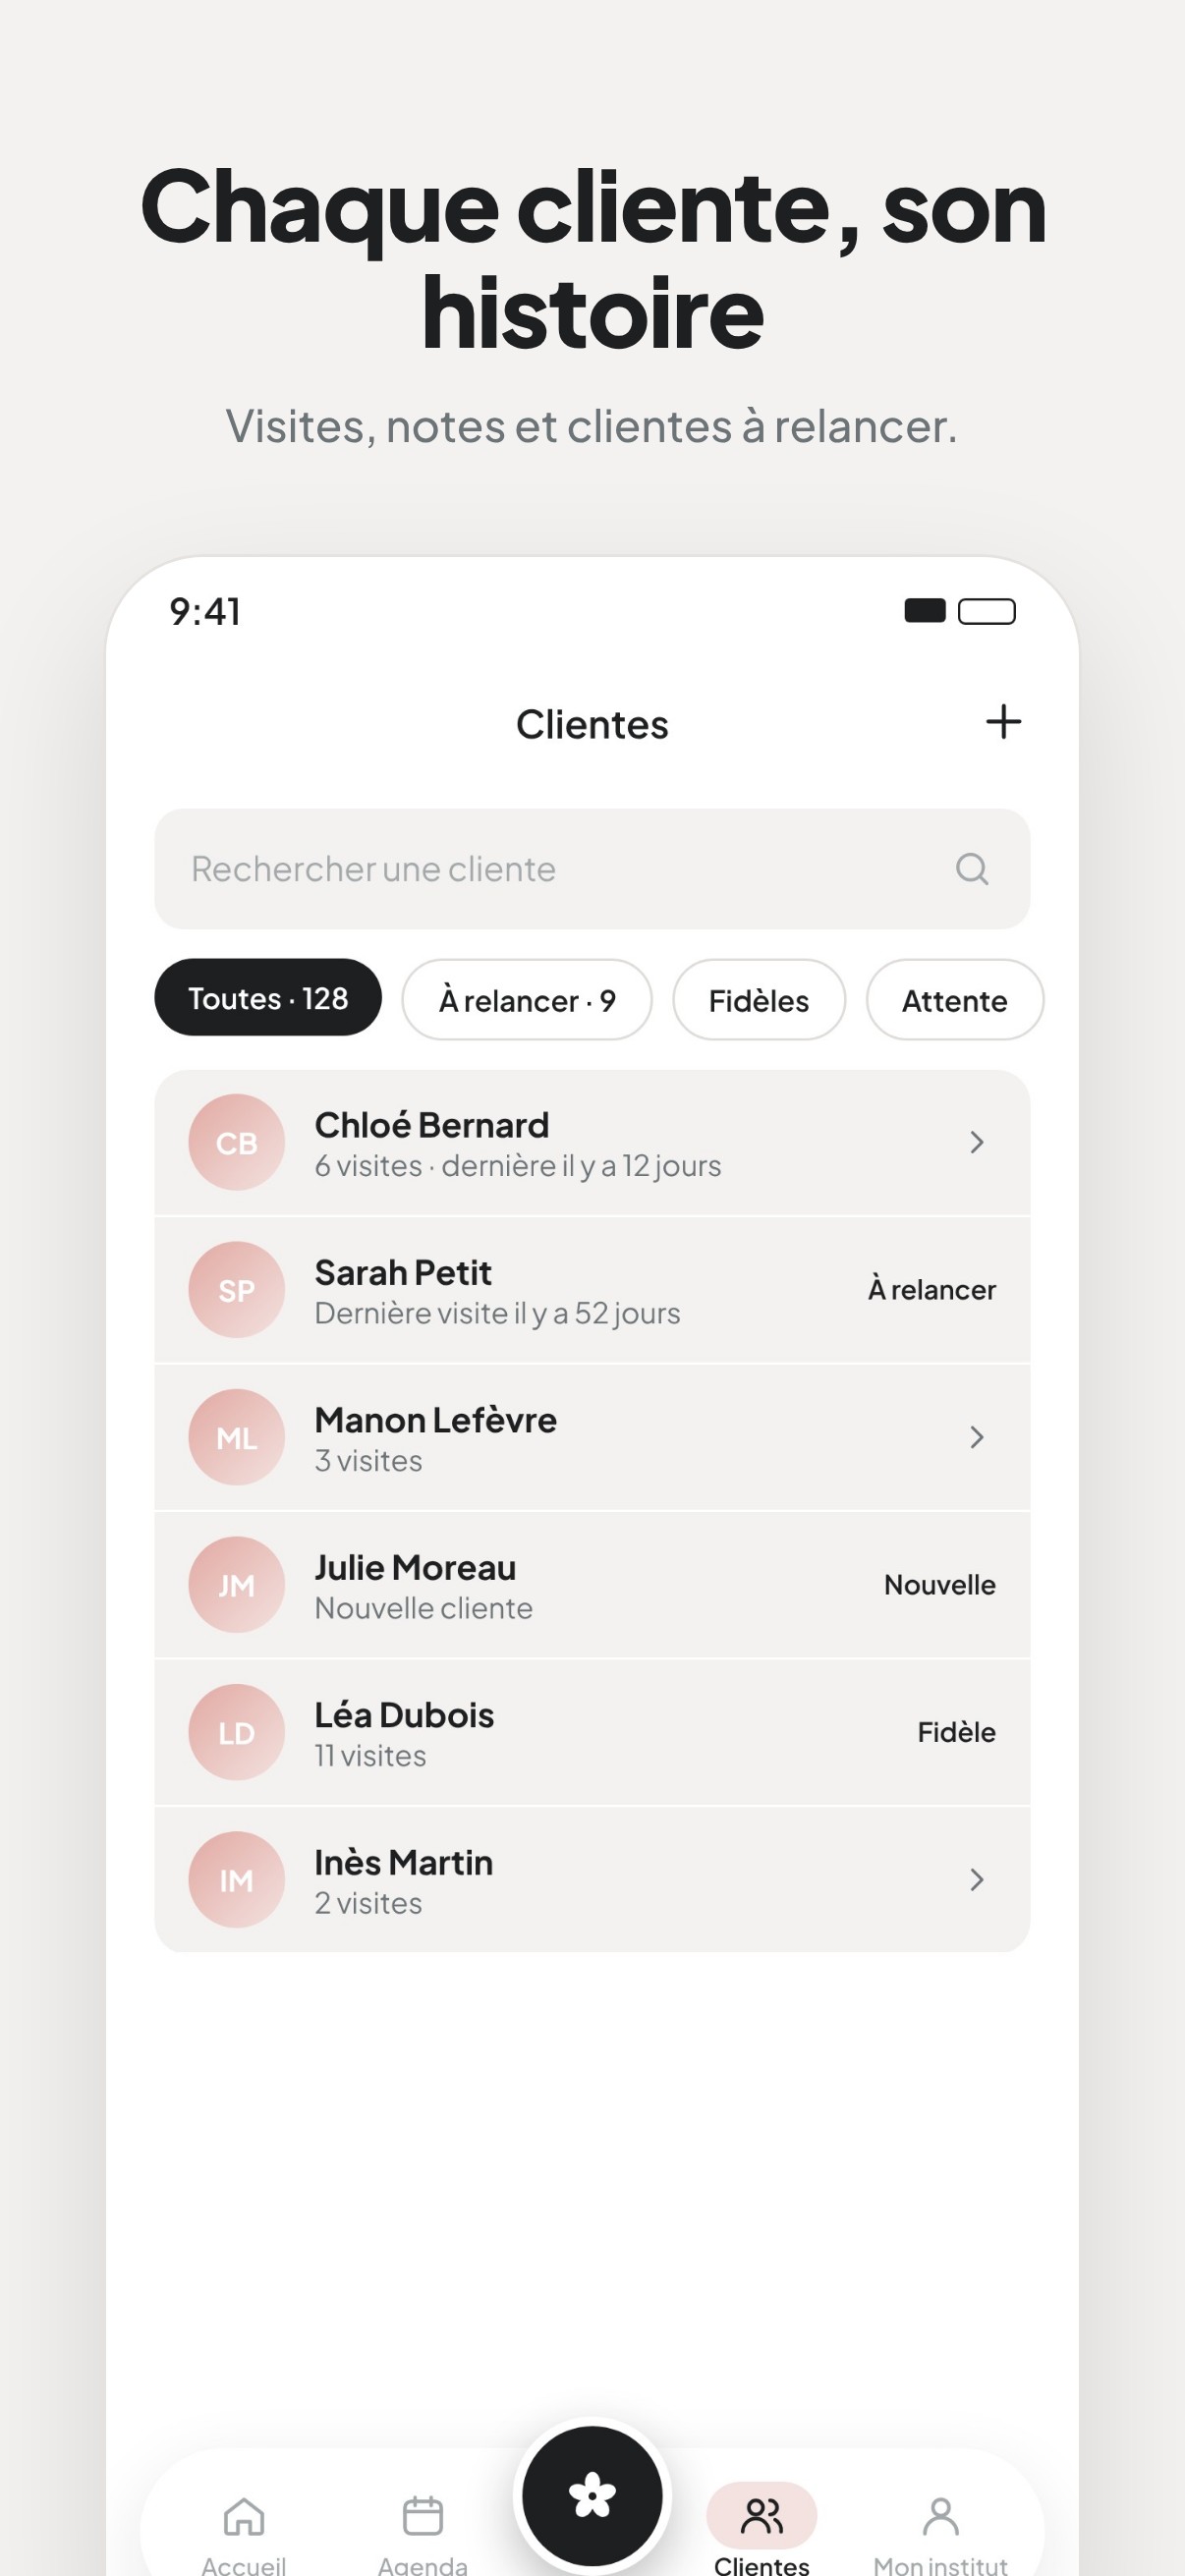 Chaque cliente, son
histoire
Visites, notes et clientes à relancer.
9:41
Clientes
Rechercher une cliente
Toutes · 128 À relancer · 9 Fidèles Attente
CB
Chloé Bernard
6 visites · dernière il y a 12 jours
SP
Sarah Petit
Dernière visite il y a 52 jours
À relancer
ML
Manon Lefèvre
3 visites
JM
Julie Moreau
Nouvelle cliente
Nouvelle
LD
Léa Dubois
11 visites
Fidèle
IM
Inès Martin
2 visites
Accueil Agenda Clientes Mon institut